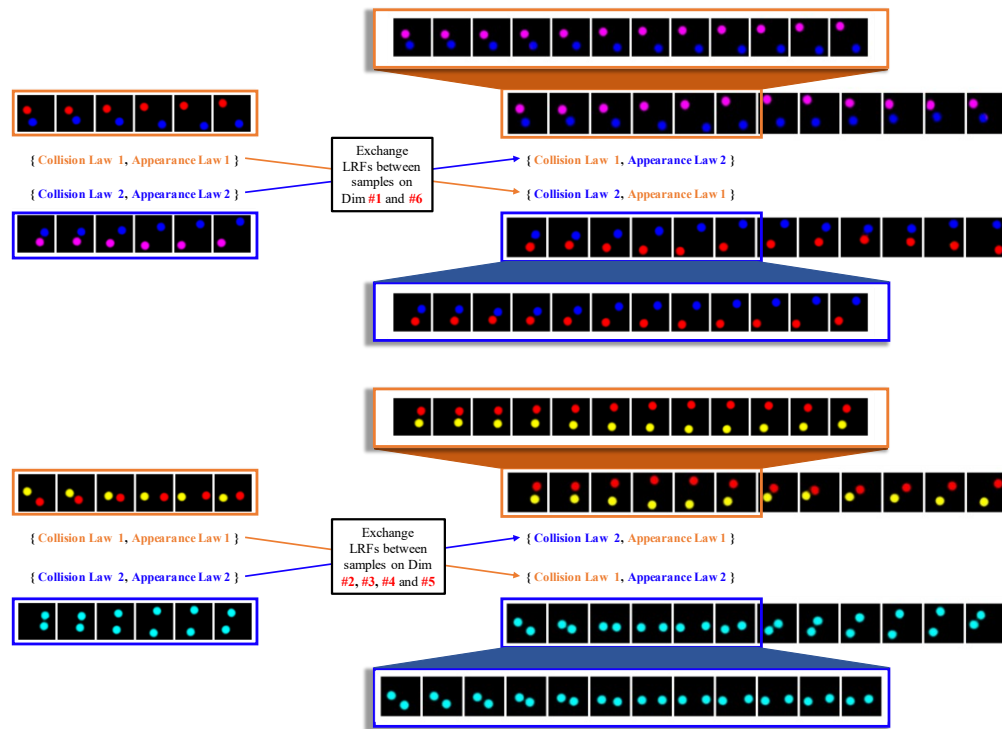 { Collision Law 1, Appearance Law 1 }
{ Collision Law 2, Appearance Law 2 }
Exchange
LRFs between
samples on
Dim #1 and #6
{ Collision Law 1, Appearance Law 2 }
{ Collision Law 2, Appearance Law 1 }
{ Collision Law 1, Appearance Law 1 }
{ Collision Law 2, Appearance Law 2 }
Exchange
LRFs between
samples on Dim
#2, #3, #4 and #5
{ Collision Law 2, Appearance Law 1 }
{ Collision Law 1, Appearance Law 2 }